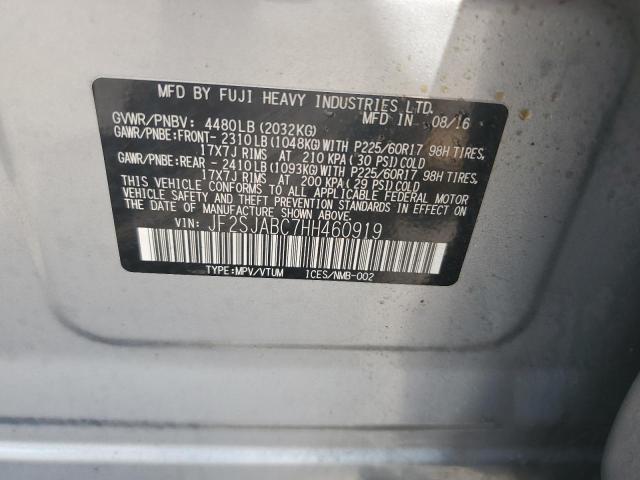 MFD BY FUJI HEAVY INDUSTRIES LTD.
MFD IN 08/16
GVWR/PNBV: 4480LB(2032KG)
GAWR/PNBE:FRONT-2310LB(1048KG)WITH P225/60R17 98H TIRES,
17X7J RIMS AT 210 KPA(30 PSI)COLD
GAWR/PNBE:REAR -2410LB(1093KG)WITH P225/60R17 98H TIRES,
17X7J RIMS AT 200 KPA(29 PSI)COLD
THIS VEHICLE CONFORMS TO ALL APPLICABLE FEDERAL MOTOR
VEHICLE SAFETY, BUMPER, AND THEFT PREVENTION STANDARDS IN EFFECT
ON THE DATE OF MANUFACTURE SHOWN ABOVE.
VIN: JF2SJABC7HH460919
TYPE:MPV/VTUM ICES/NMB-002